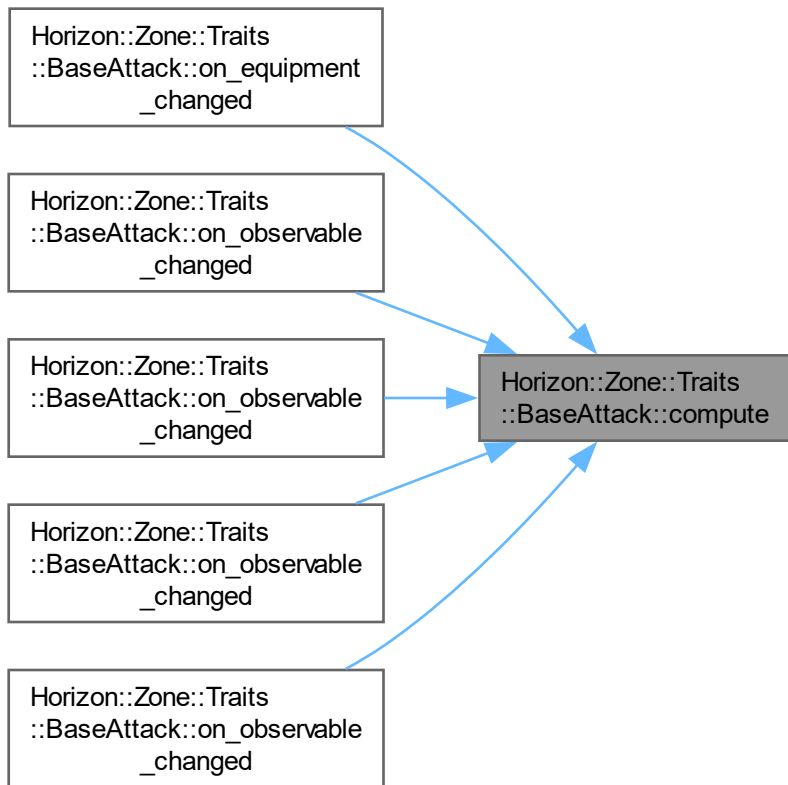 Horizon::Zone::Traits
::BaseAttack::on_equipment
_changed
Horizon::Zone::Traits
::BaseAttack::on_observable
_changed
Horizon::Zone::Traits
::BaseAttack::on_observable
_changed
Horizon::Zone::Traits
::BaseAttack::compute
Horizon::Zone::Traits
::BaseAttack::on_observable
_changed
Horizon::Zone::Traits
::BaseAttack::on_observable
_changed